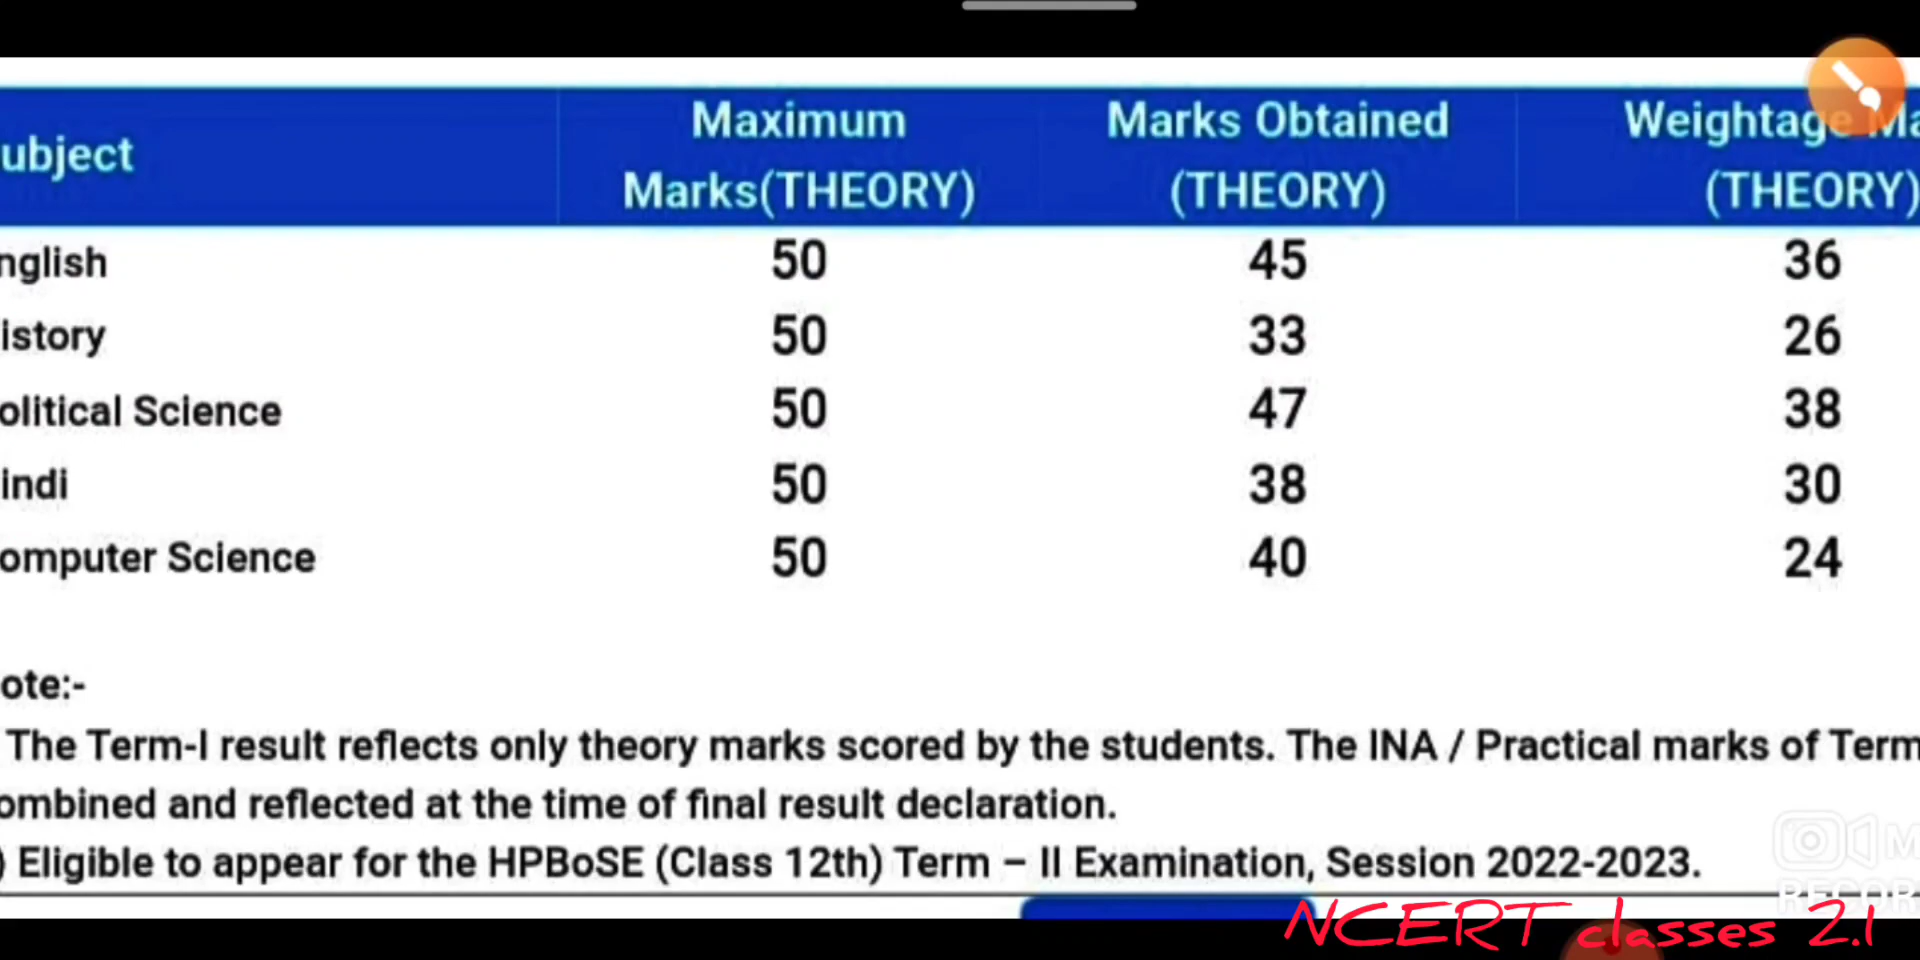 ubject Maximum Marks(THEORY) Marks Obtained (THEORY) Weightage Ma (THEORY)
nglish 50 45 36
istory 50 33 26
olitical Science 50 47 38
indi 50 38 30
omputer Science 50 40 24
ote:-
The Term-I result reflects only theory marks scored by the students. The INA / Practical marks of Term
ombined and reflected at the time of final result declaration.
) Eligible to appear for the HPBoSE (Class 12th) Term – II Examination, Session 2022-2023.
M
RECOR
NCERT classes 2.1